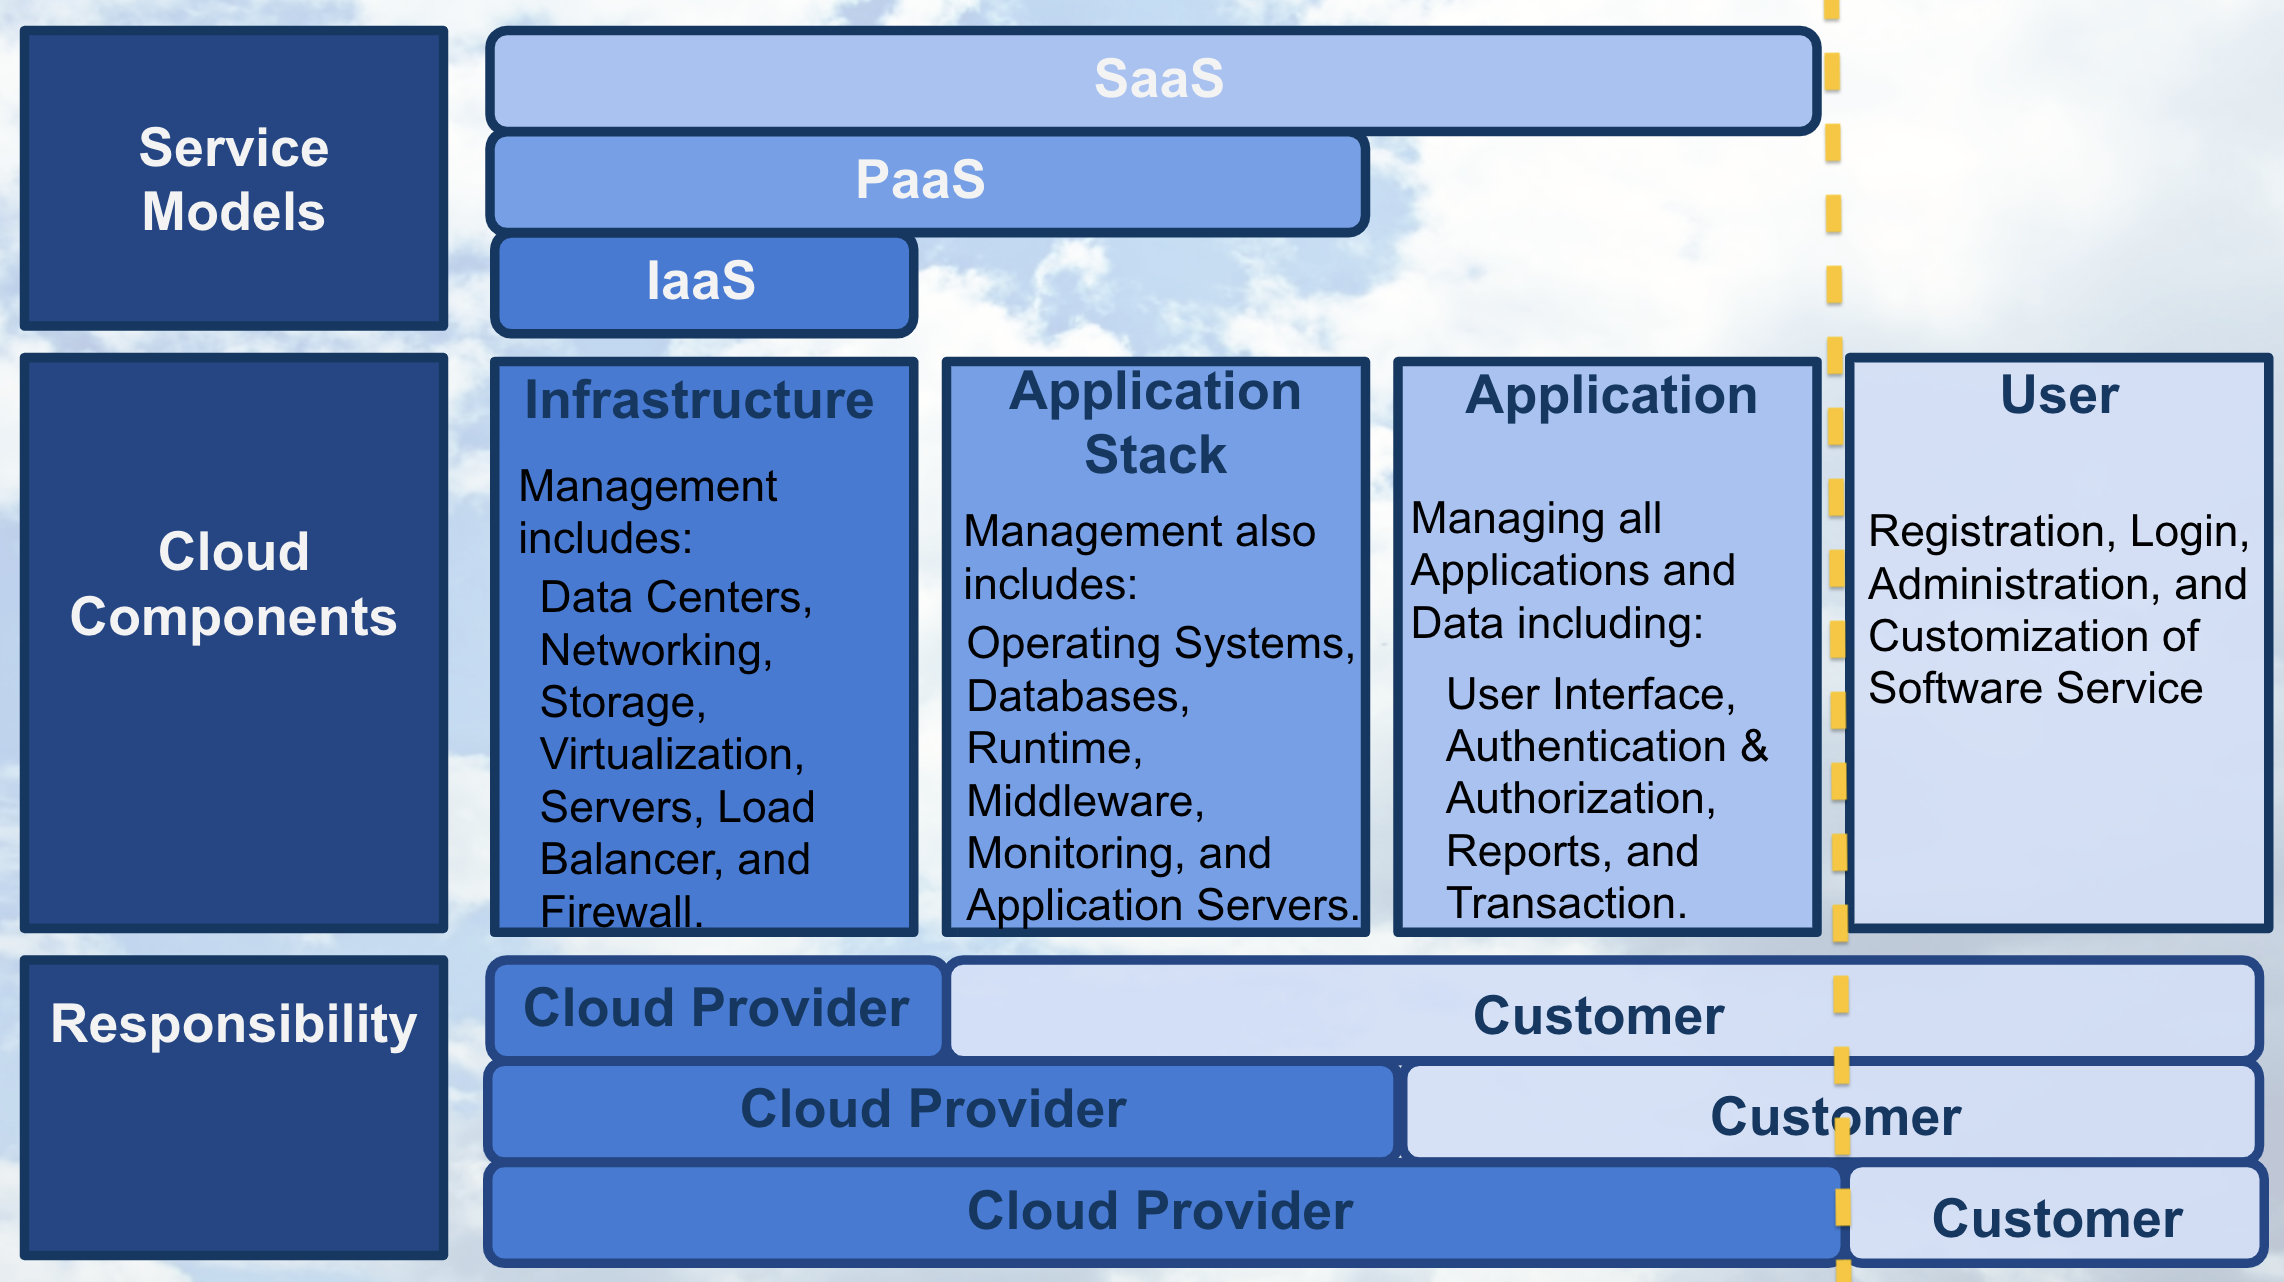 Service
Models
SaaS
PaaS
IaaS
Cloud
Components
Infrastructure
Management
includes:
Data Centers,
Networking,
Storage,
Virtualization,
Servers, Load
Balancer, and
Firewall.
Application
Stack
Management also
includes:
Operating Systems,
Databases,
Runtime,
Middleware,
Monitoring, and
Application Servers.
Application
Managing all
Applications and
Data including:
User Interface,
Authentication &
Authorization,
Reports, and
Transaction.
User
Registration, Login,
Administration, and
Customization of
Software Service
Responsibility
Cloud Provider
Customer
Cloud Provider
Customer
Cloud Provider
Customer